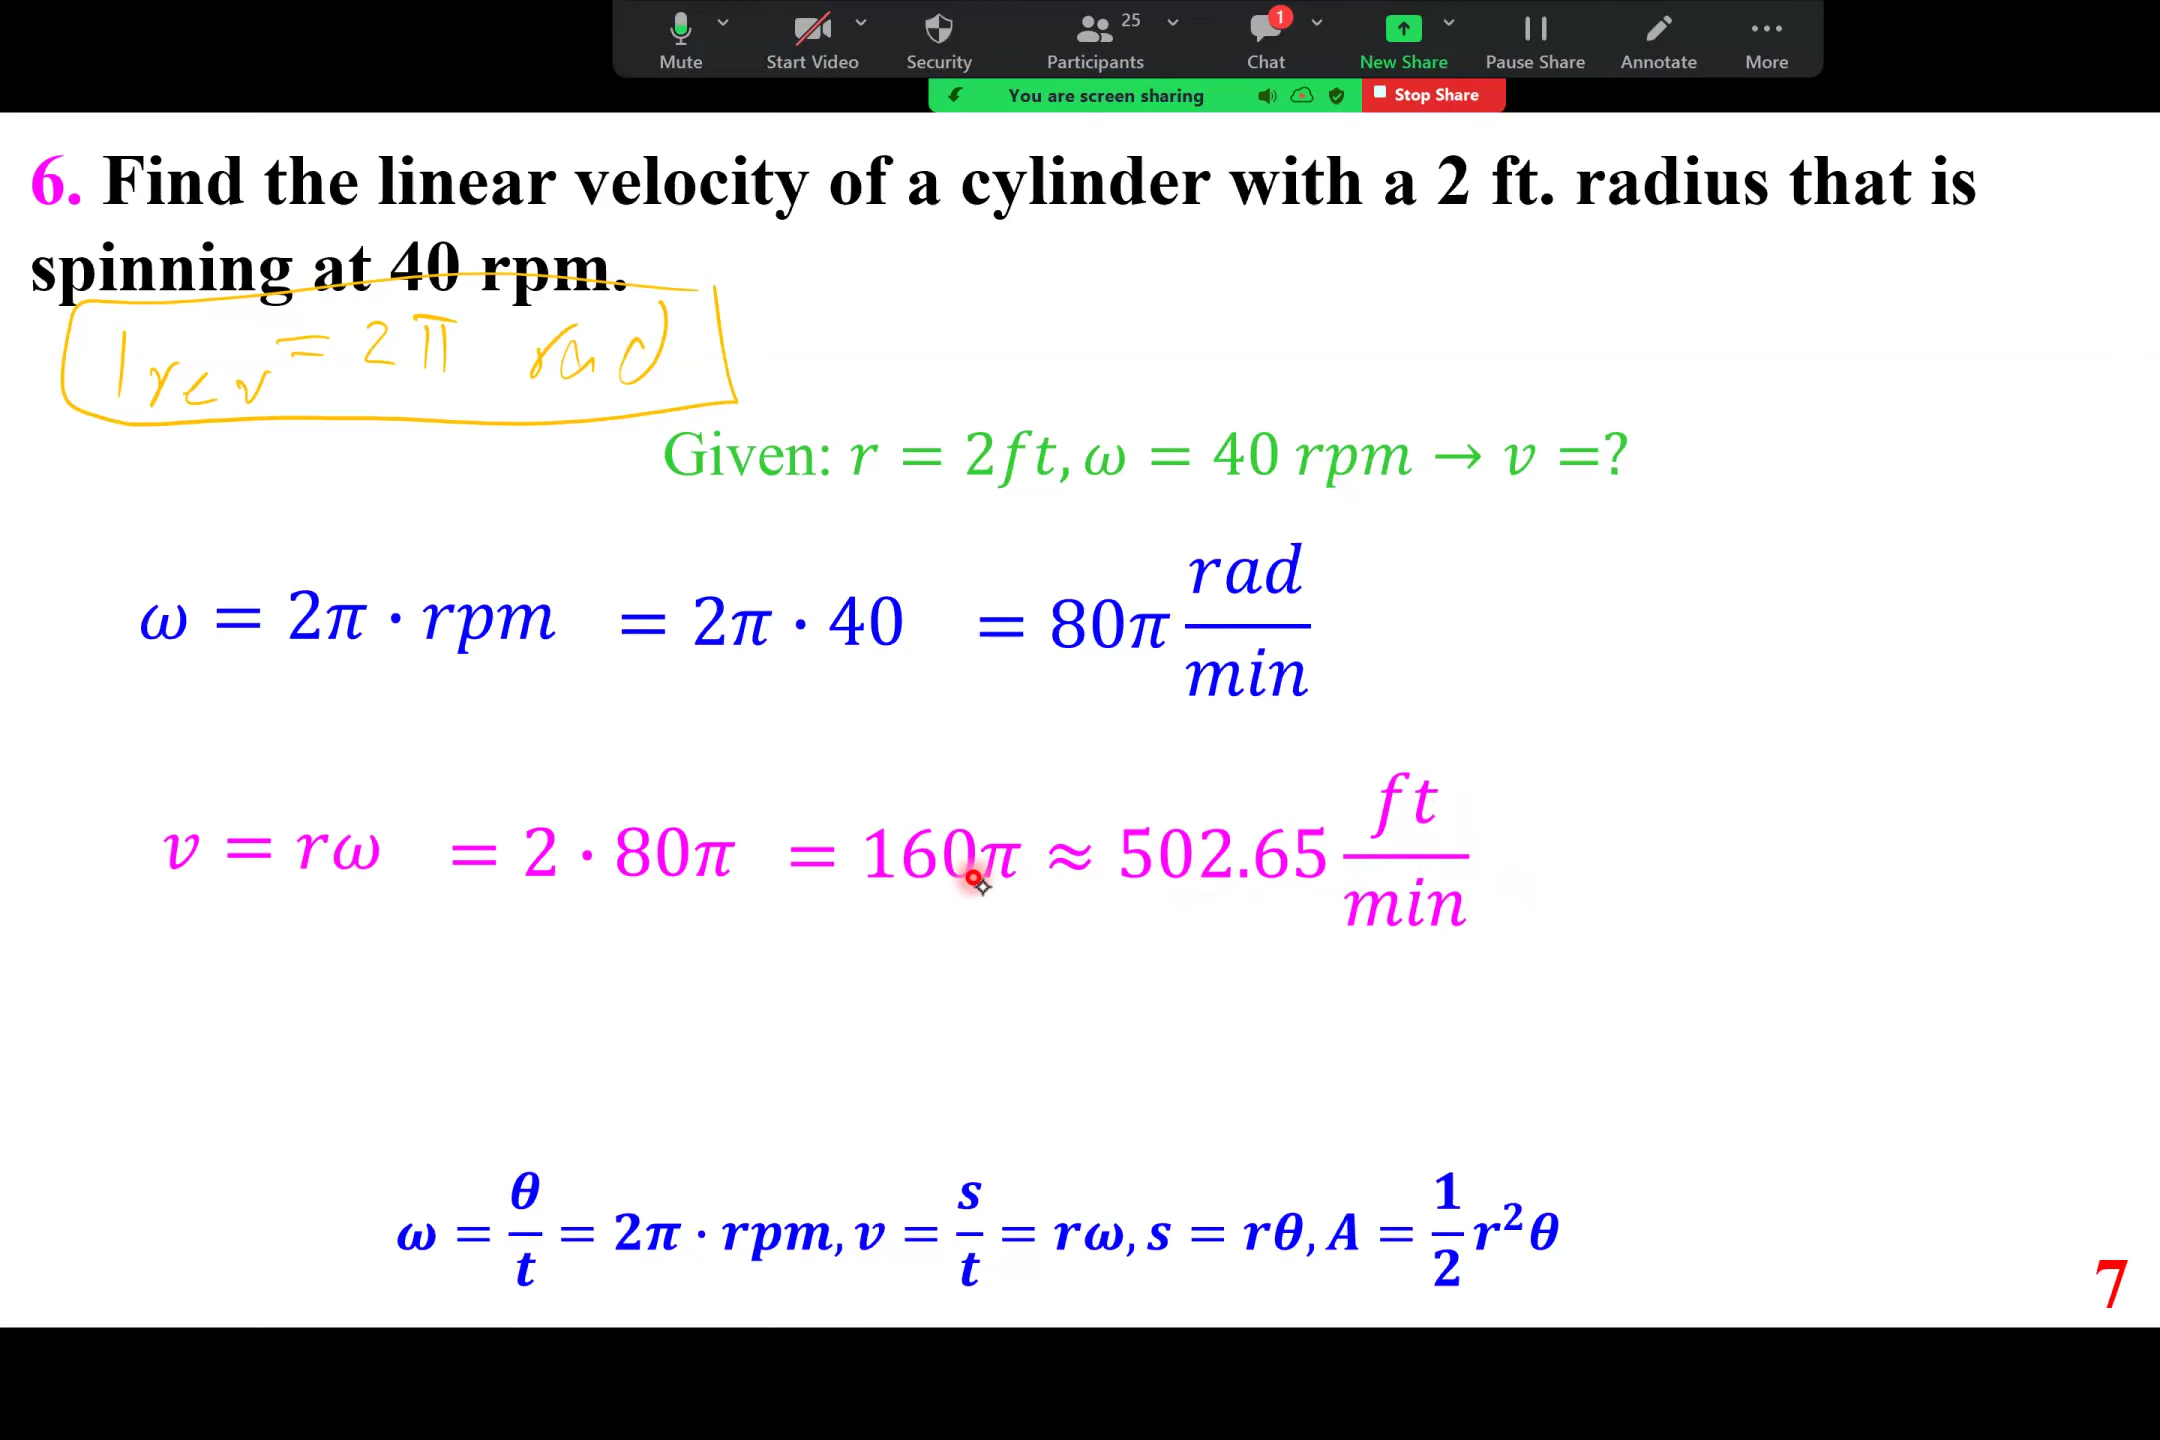 Mute Start Video Security Participants 25 Chat 1 New Share Pause Share Annotate More
You are screen sharing Stop Share
6. Find the linear velocity of a cylinder with a 2 ft. radius that is
spinning at 40 rpm.
1 rev = 2π rad
Given: r = 2ft, ω = 40 rpm → v =?
ω = 2π · rpm = 2π · 40 = 80π rad/min
v = rω = 2 · 80π = 160π ≈ 502.65 ft/min
ω = θ/t = 2π · rpm, v = s/t = rω, s = rθ, A = 1/2 r²θ
7